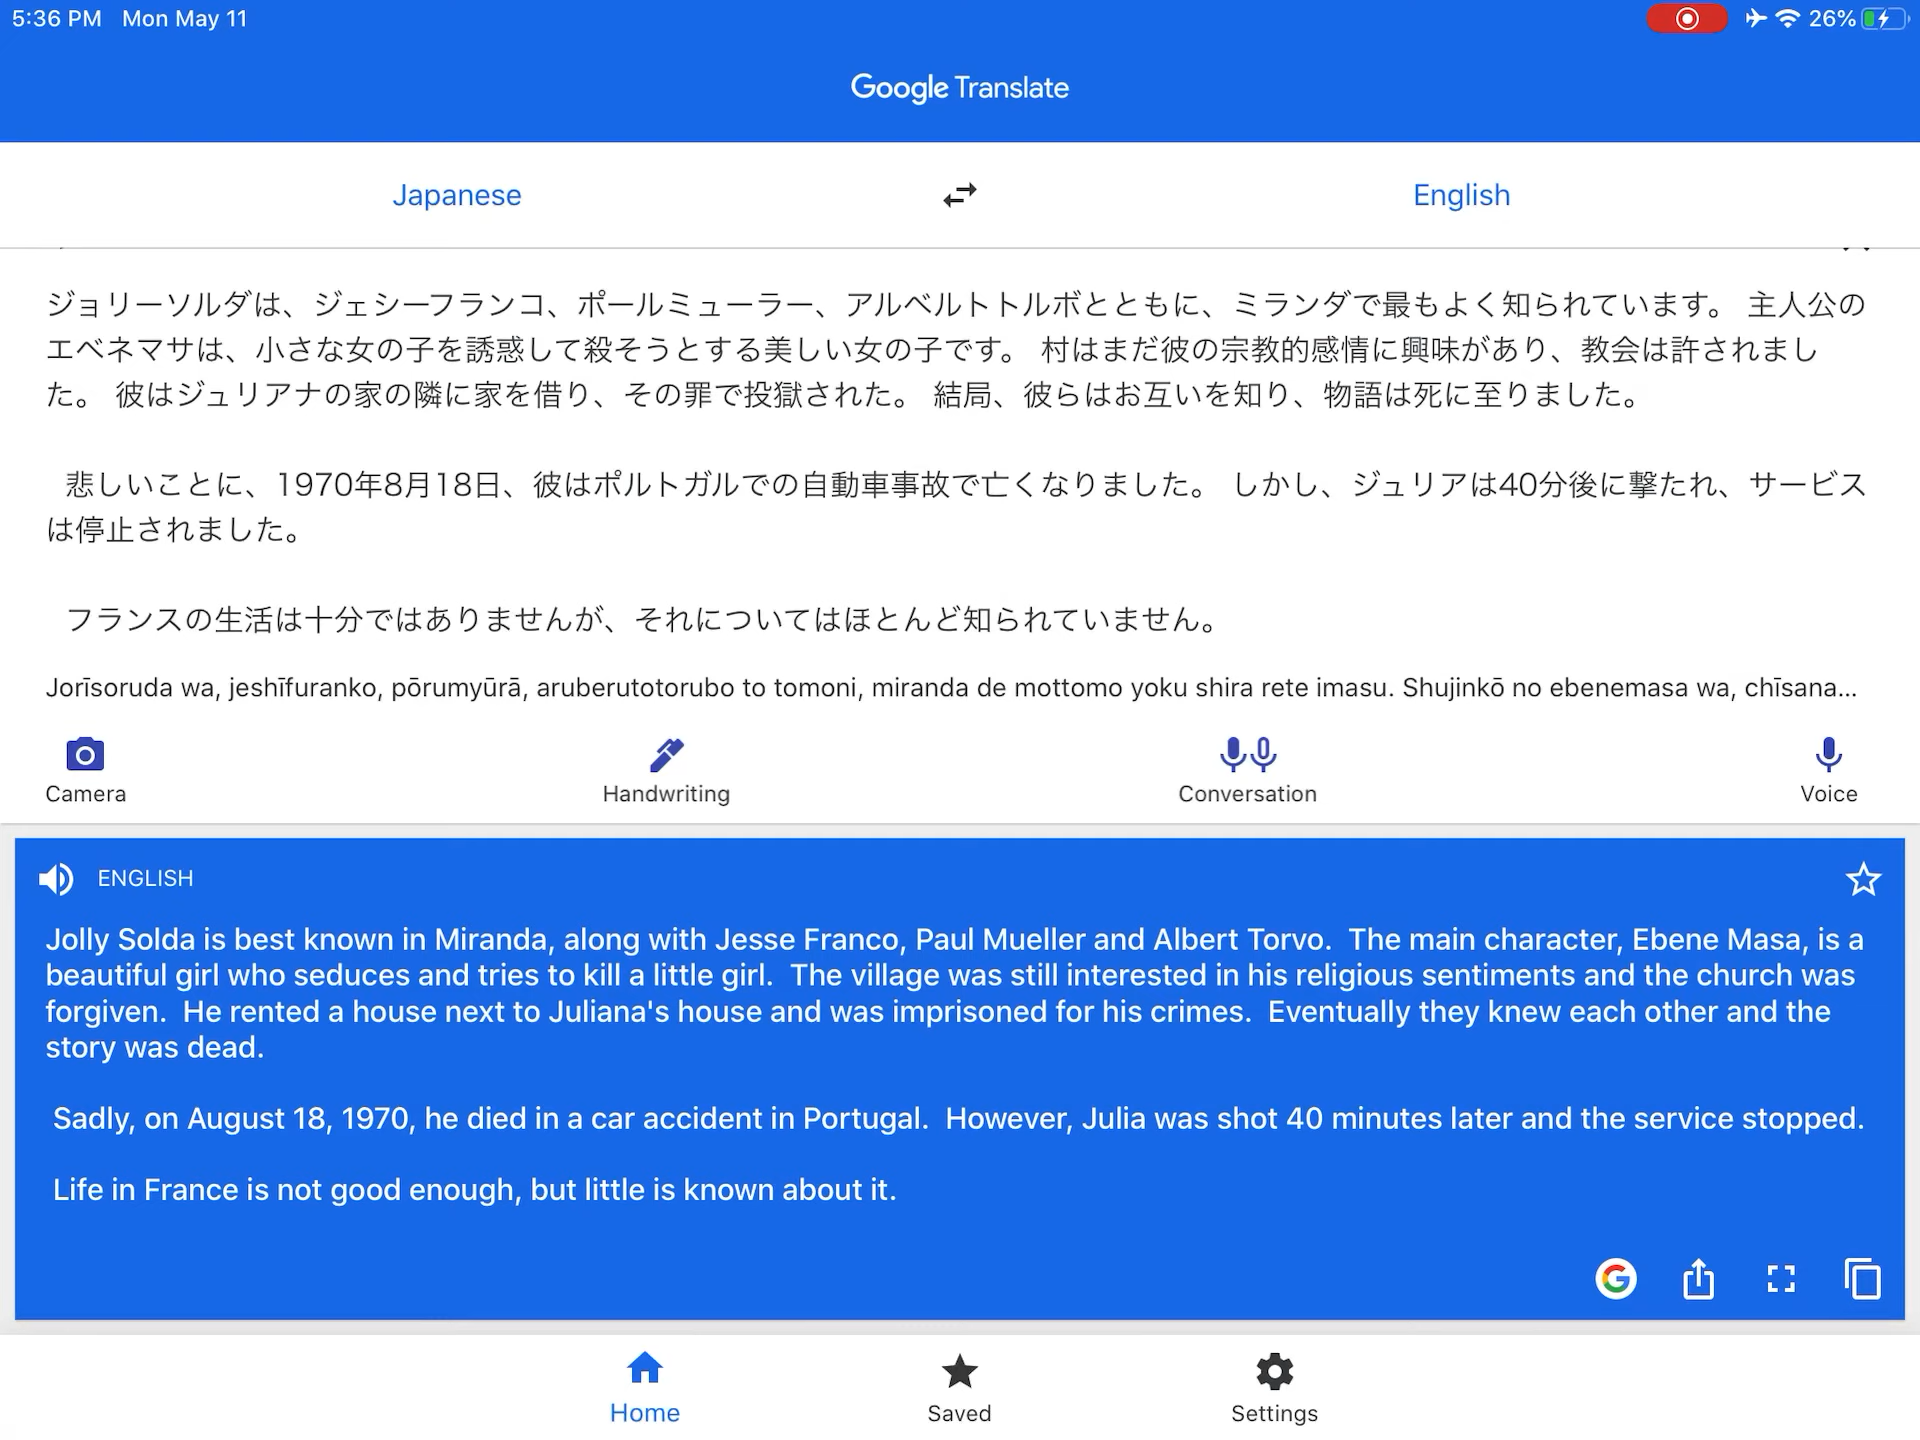 5:36 PM Mon May 11
26%
Google Translate
Japanese
English
ジョリーソルダは、ジェシーフランコ、ポールミューラー、アルベルトトルボとともに、ミランダで最もよく知られています。 主人公の
エベネマサは、小さな女の子を誘惑して殺そうとする美しい女の子です。 村はまだ彼の宗教的感情に興味があり、教会は許されまし
た。 彼はジュリアナの家の隣に家を借り、その罪で投獄された。 結局、彼らはお互いを知り、物語は死に至りました。
悲しいことに、1970年8月18日、彼はポルトガルでの自動車事故で亡くなりました。 しかし、ジュリアは40分後に撃たれ、サービス
は停止されました。
フランスの生活は十分ではありませんが、それについてはほとんど知られていません。
Jorīsoruda wa, jeshīfuranko, pōrumyūrā, aruberutotorubo to tomoni, miranda de mottomo yoku shira rete imasu. Shujinkō no ebenemasa wa, chīsana...
Camera
Handwriting
Conversation
Voice
ENGLISH
Jolly Solda is best known in Miranda, along with Jesse Franco, Paul Mueller and Albert Torvo. The main character, Ebene Masa, is a
beautiful girl who seduces and tries to kill a little girl. The village was still interested in his religious sentiments and the church was
forgiven. He rented a house next to Juliana's house and was imprisoned for his crimes. Eventually they knew each other and the
story was dead.
Sadly, on August 18, 1970, he died in a car accident in Portugal. However, Julia was shot 40 minutes later and the service stopped.
Life in France is not good enough, but little is known about it.
Home
Saved
Settings